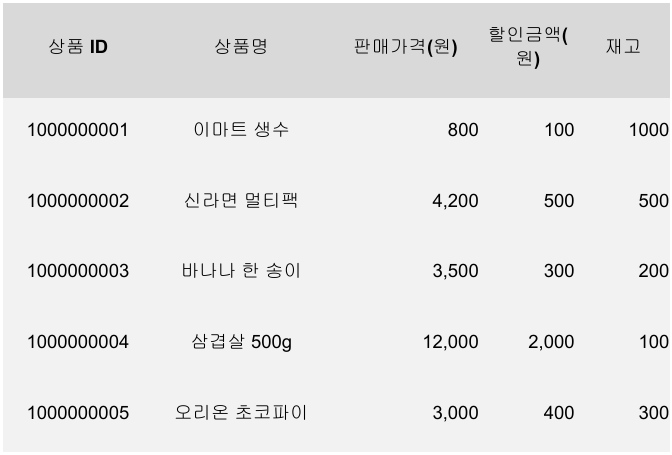 상품 ID 상품명 판매가격(원) 할인금액(원) 재고
1000000001 이마트 생수 800 100 1000
1000000002 신라면 멀티팩 4,200 500 500
1000000003 바나나 한 송이 3,500 300 200
1000000004 삼겹살 500g 12,000 2,000 100
1000000005 오리온 초코파이 3,000 400 300